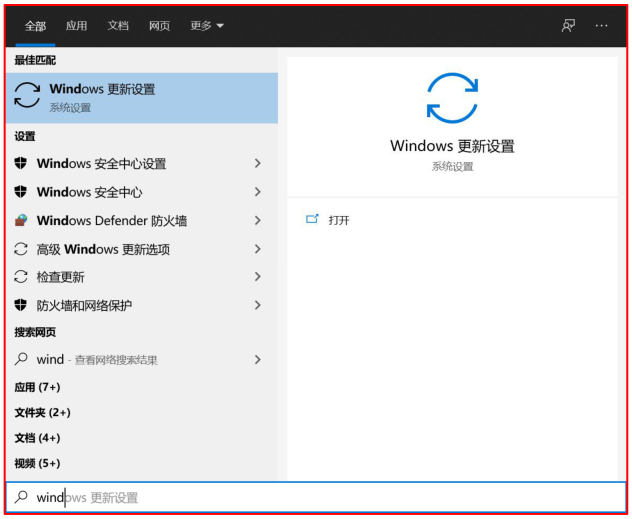 全部 应用 文档 网页 更多
最佳匹配
Windows 更新设置
系统设置
设置
Windows 安全中心设置
Windows 安全中心
Windows Defender 防火墙
高级 Windows 更新选项
检查更新
防火墙和网络保护
搜索网页
wind - 查看网络搜索结果
应用 (7+)
文件夹 (2+)
文档 (4+)
视频 (5+)
Windows 更新设置
系统设置
打开
windows 更新设置